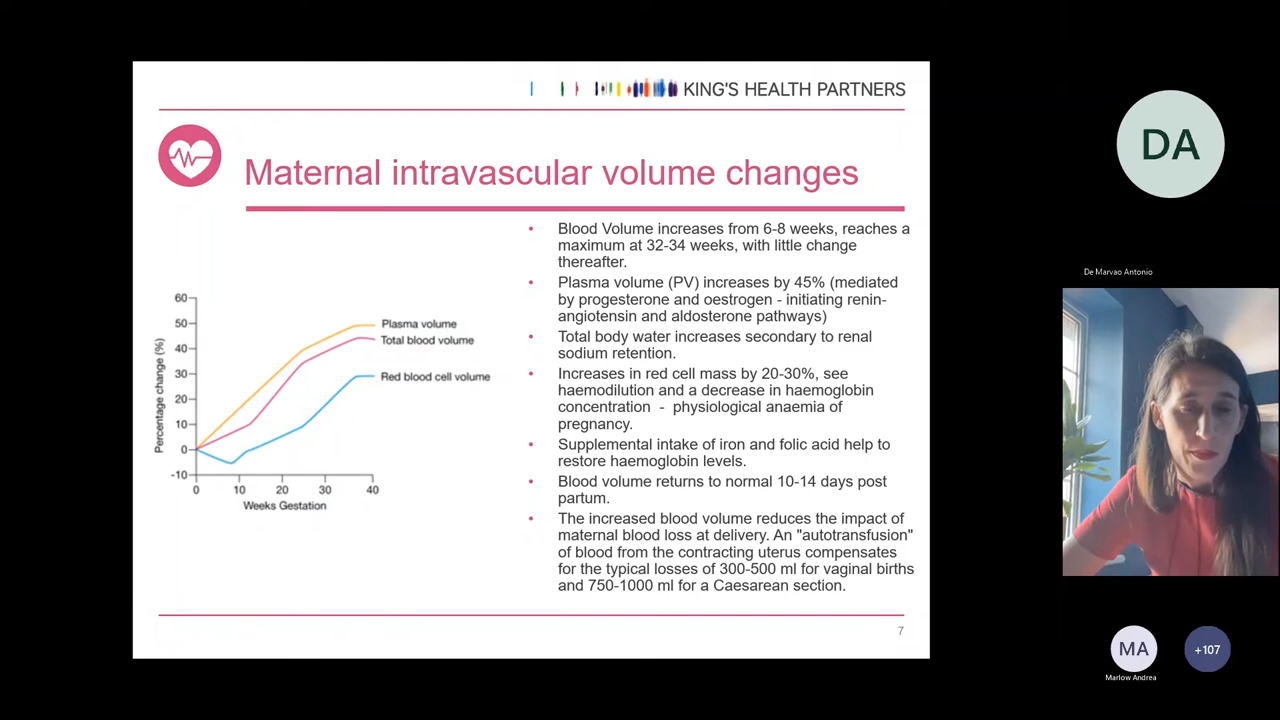 KING'S HEALTH PARTNERS
Maternal intravascular volume changes
• Blood Volume increases from 6-8 weeks, reaches a
maximum at 32-34 weeks, with little change
thereafter.
• Plasma volume (PV) increases by 45% (mediated
by progesterone and oestrogen - initiating renin-
angiotensin and aldosterone pathways)
• Total body water increases secondary to renal
sodium retention.
• Increases in red cell mass by 20-30%, see
haemodilution and a decrease in haemoglobin
concentration - physiological anaemia of
pregnancy.
• Supplemental intake of iron and folic acid help to
restore haemoglobin levels.
• Blood volume returns to normal 10-14 days post
partum.
• The increased blood volume reduces the impact of
maternal blood loss at delivery. An "autotransfusion"
of blood from the contracting uterus compensates
for the typical losses of 300-500 ml for vaginal births
and 750-1000 ml for a Caesarean section.
Percentage change (%)
60
50
40
30
20
10
0
-10
Plasma volume
Total blood volume
Red blood cell volume
0 10 20 30 40
Weeks Gestation
7
DA
De Marvao Antonio
MA
+107
Marlow Andrea